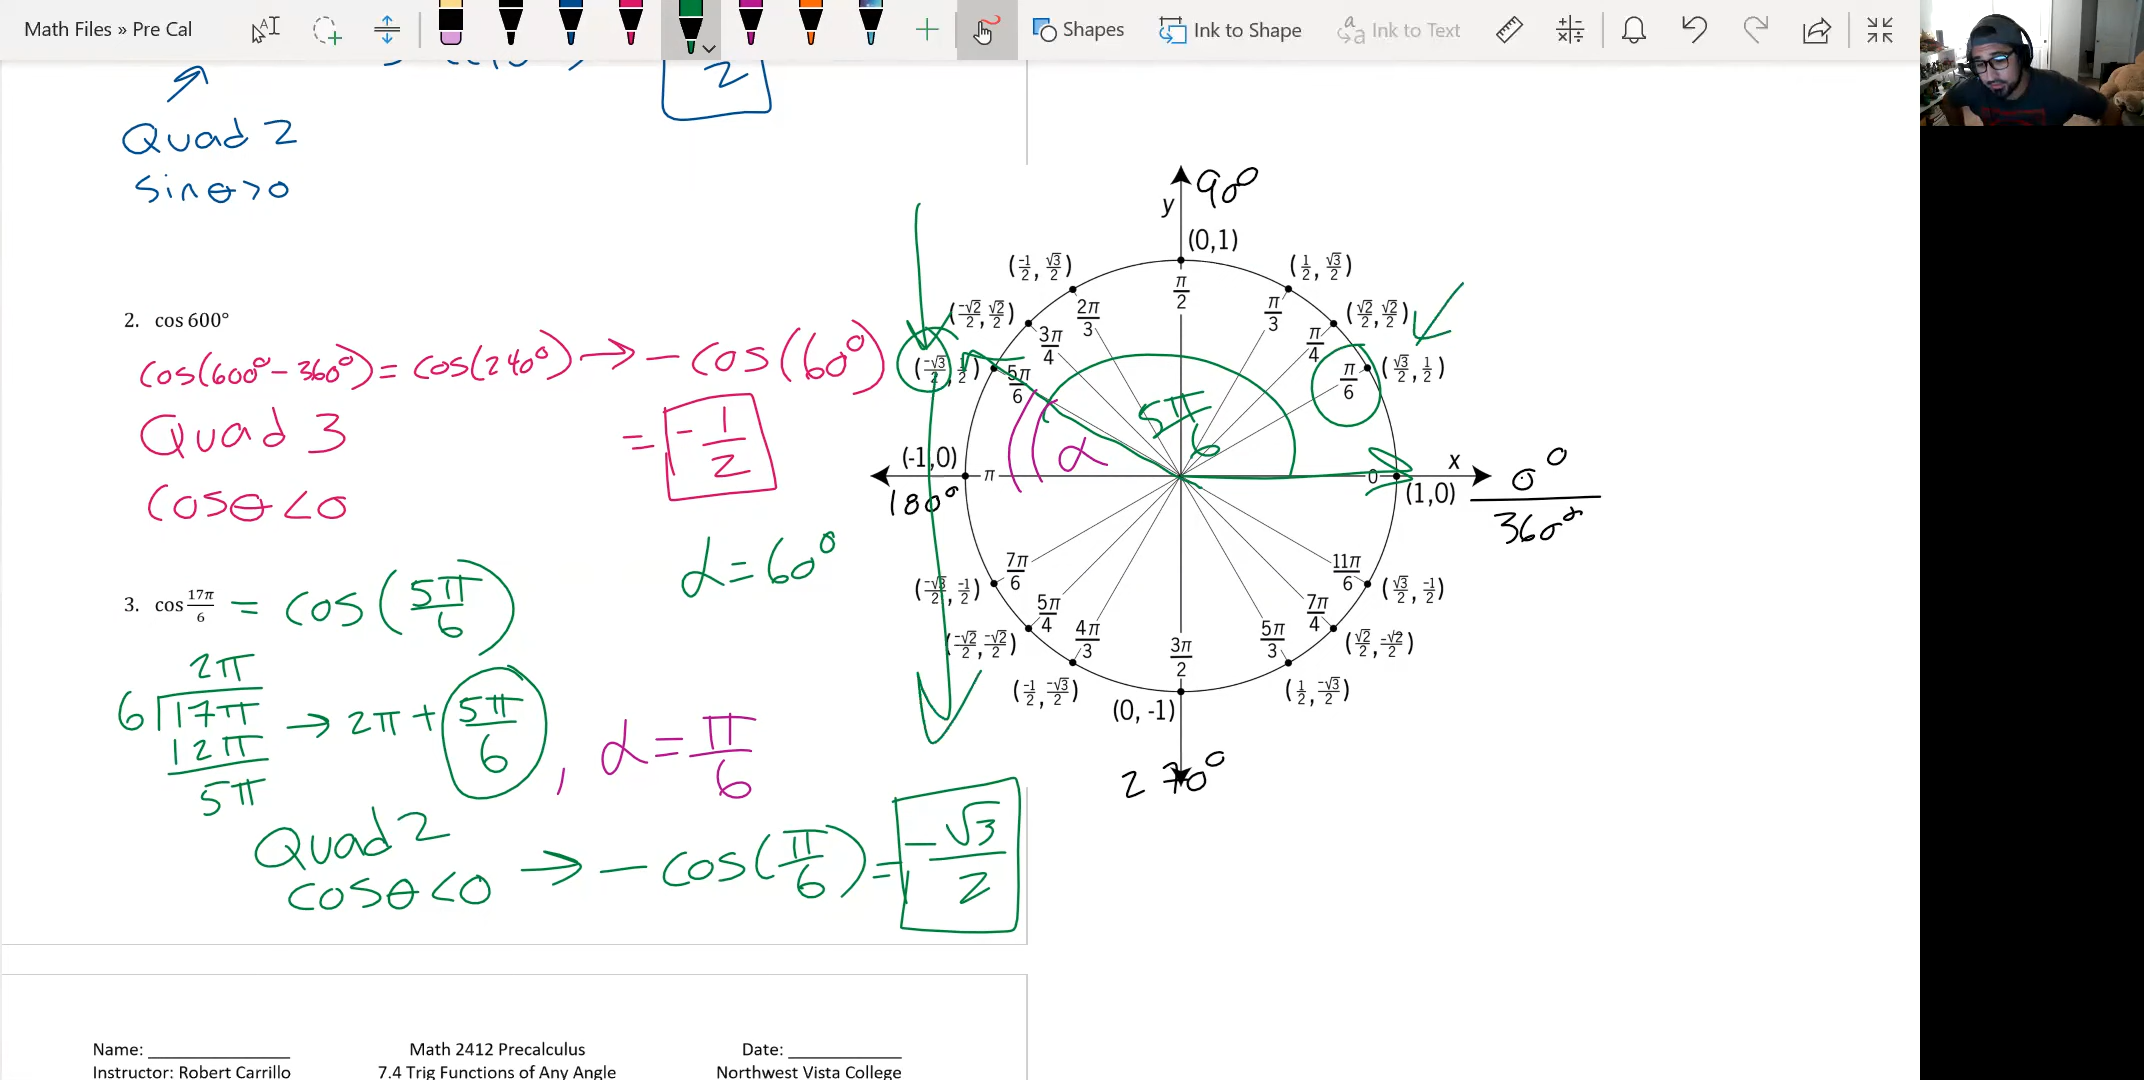 Math Files » Pre Cal
Shapes
Ink to Shape
Ink to Text
2
Quad 2
sin θ > 0
2. cos 600°
cos(600° - 360°) = cos(240°) → - cos(60°)
Quad 3
= - 1/2
cos θ < 0
α = 60°
3. cos 17π/6 = cos(5π/6)
2π
6 17π → 2π + 5π/6 , α = π/6
12π
5π
Quad 2
cos θ < 0 → - cos(π/6) = - √3/2
90°
y
(0,1)
(-1/2, √3/2) (1/2, √3/2)
(-√2/2, √2/2) 2π/3 π/2 π/3 (√2/2, √2/2)
3π/4 π/4
(-√3/2, 1/2) 5π/6 π/6 (√3/2, 1/2)
5π/6
α
(-1,0) π 0 x (1,0)
180° 0°
360°
7π/6 11π/6
(-√3/2, -1/2) (√3/2, -1/2)
5π/4 7π/4
(-√2/2, -√2/2) 4π/3 3π/2 5π/3 (√2/2, -√2/2)
(-1/2, -√3/2) (0, -1) (1/2, -√3/2)
270°
Name: ______________ Math 2412 Precalculus Date: ___________
Instructor: Robert Carrillo 7.4 Trig Functions of Any Angle Northwest Vista College